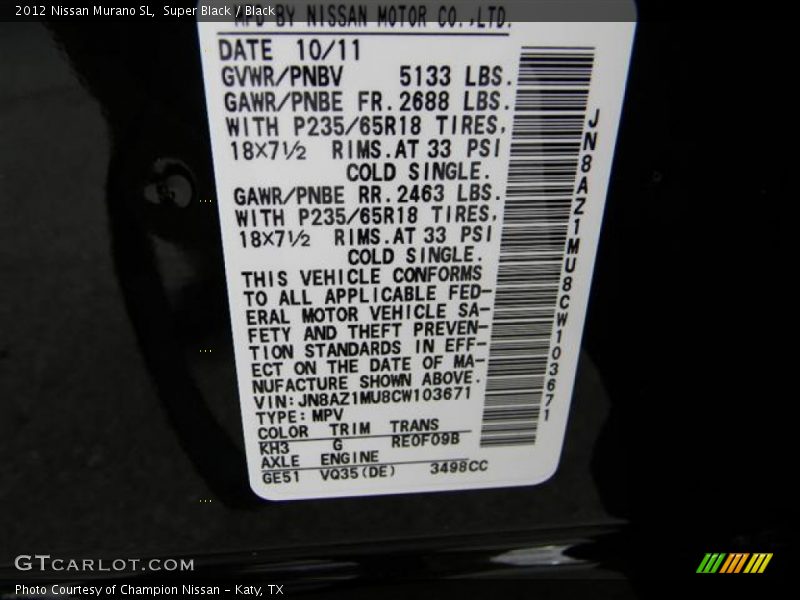 2012 Nissan Murano SL, Super Black / Black
MFD BY NISSAN MOTOR CO.,LTD.
DATE 10/11
GVWR/PNBV 5133 LBS.
GAWR/PNBE FR.2688 LBS.
WITH P235/65R18 TIRES,
18×7½ RIMS.AT 33 PSI
COLD SINGLE.
GAWR/PNBE RR.2463 LBS.
WITH P235/65R18 TIRES,
18×7½ RIMS.AT 33 PSI
COLD SINGLE.
THIS VEHICLE CONFORMS
TO ALL APPLICABLE FED-
ERAL MOTOR VEHICLE SA-
FETY AND THEFT PREVEN-
TION STANDARDS IN EFF-
ECT ON THE DATE OF MA-
NUFACTURE SHOWN ABOVE.
VIN:JN8AZ1MU8CW103671
TYPE:MPV
COLOR TRIM TRANS
KH3 G RE0F09B
AXLE ENGINE
GE51 VQ35(DE) 3498CC
JN8AZ1MU8CW103671
GTCARLOT.COM
Photo Courtesy of Champion Nissan - Katy, TX